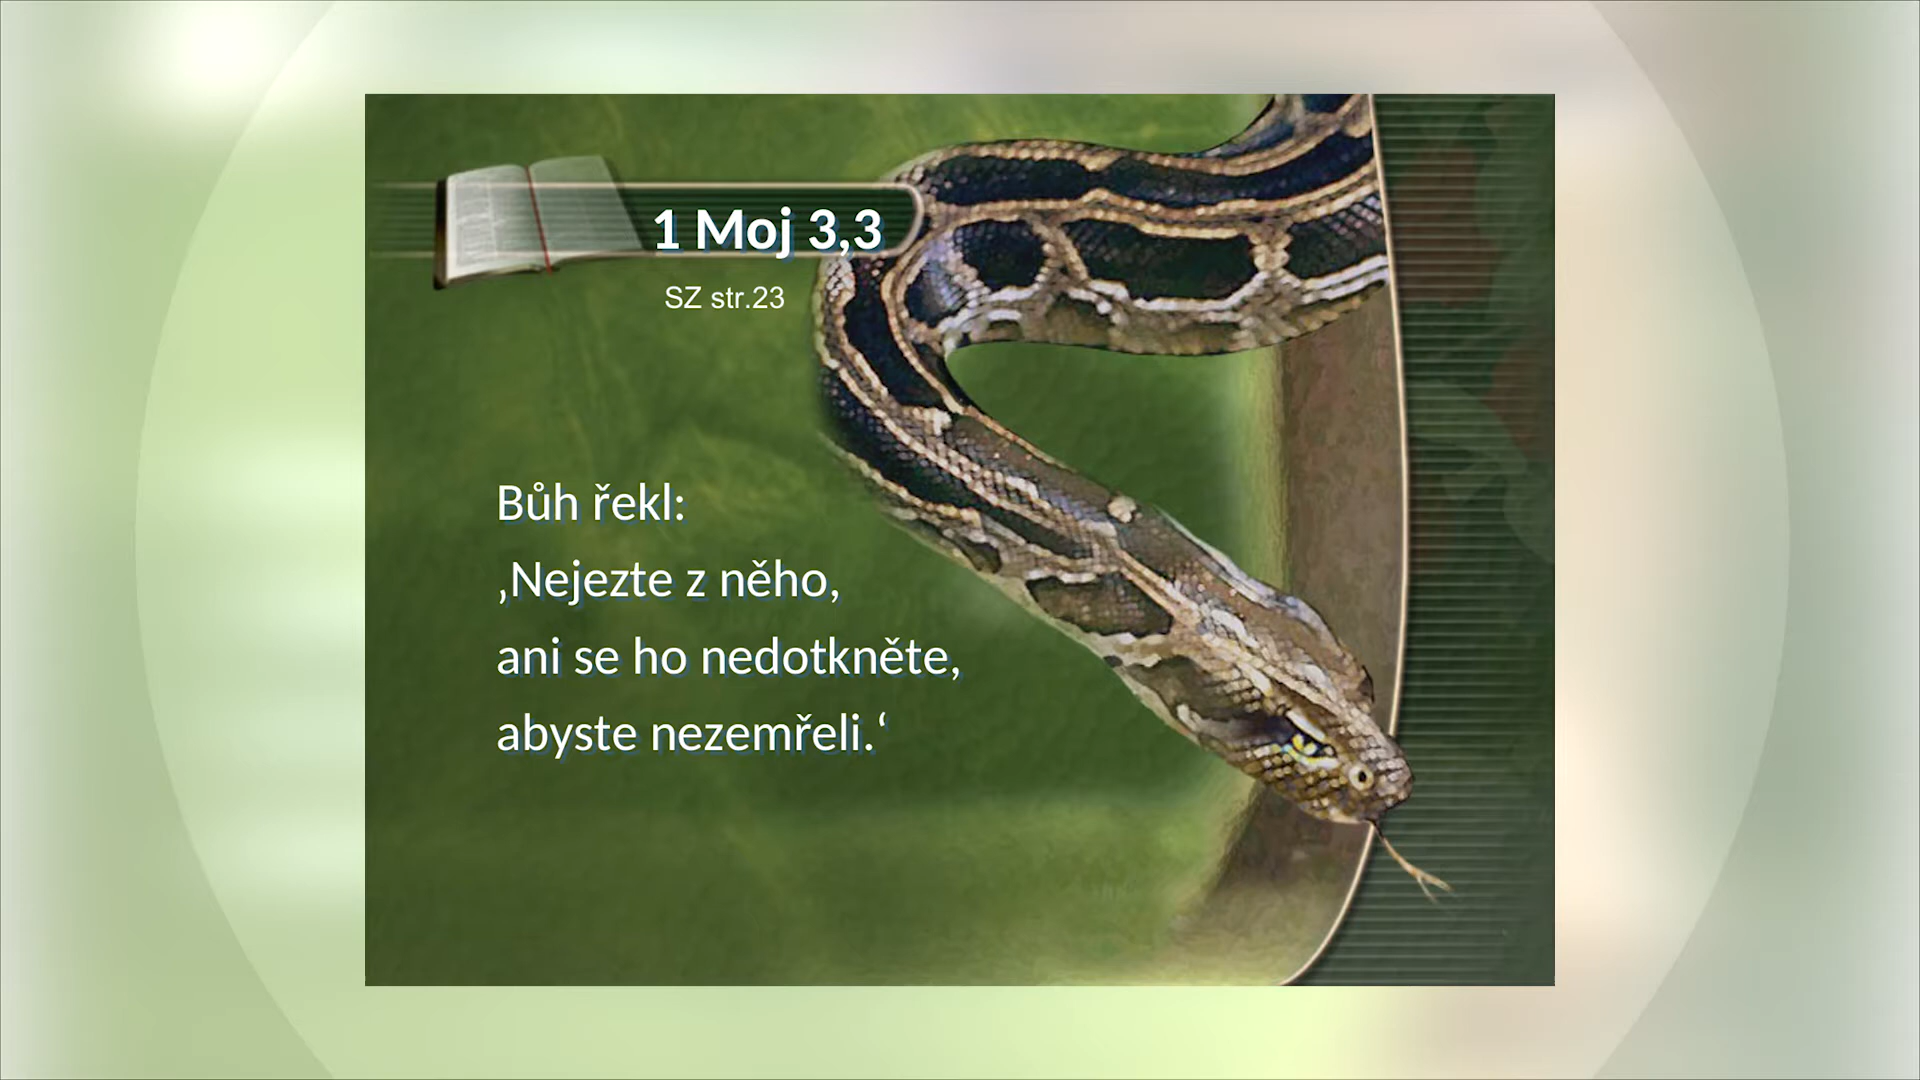 1 Moj 3,3
SZ str.23
Bůh řekl:
‚Nejezte z něho,
ani se ho nedotkněte,
abyste nezemřeli.‘